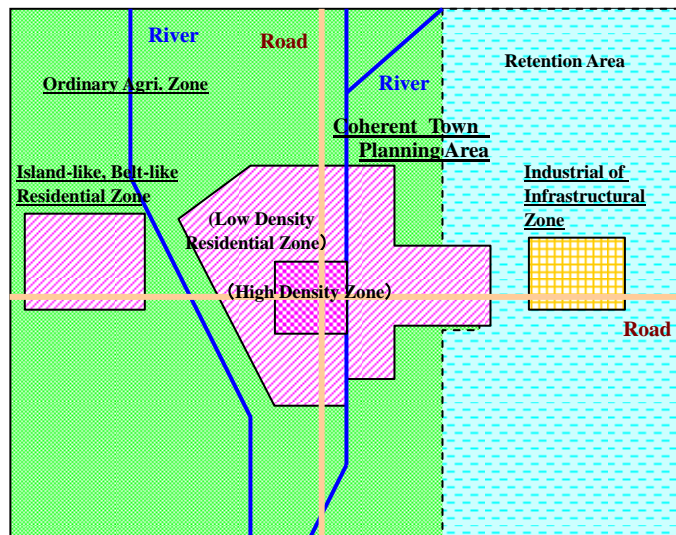 River
Road
Retention Area
Ordinary Agri. Zone
River
Coherent Town
Planning Area
Island-like, Belt-like
Residential Zone
Industrial of
Infrastructural
Zone
(Low Density
Residential Zone)
(High Density Zone)
Road